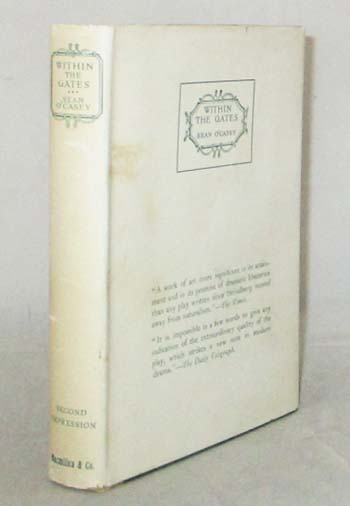 WITHIN
THE
GATES
SEAN
O'CASEY
SECOND
IMPRESSION
Macmillan & Co.
WITHIN
THE GATES
SEAN O'CASEY
"A work of art more significant in its attain-
ment and in its promise of dramatic liberation
than any play written since Strindberg moved
away from naturalism."—The Times.
"It is impossible in a few words to give any
indication of the extraordinary quality of the
play, which strikes a new note in modern
drama."—The Daily Telegraph.